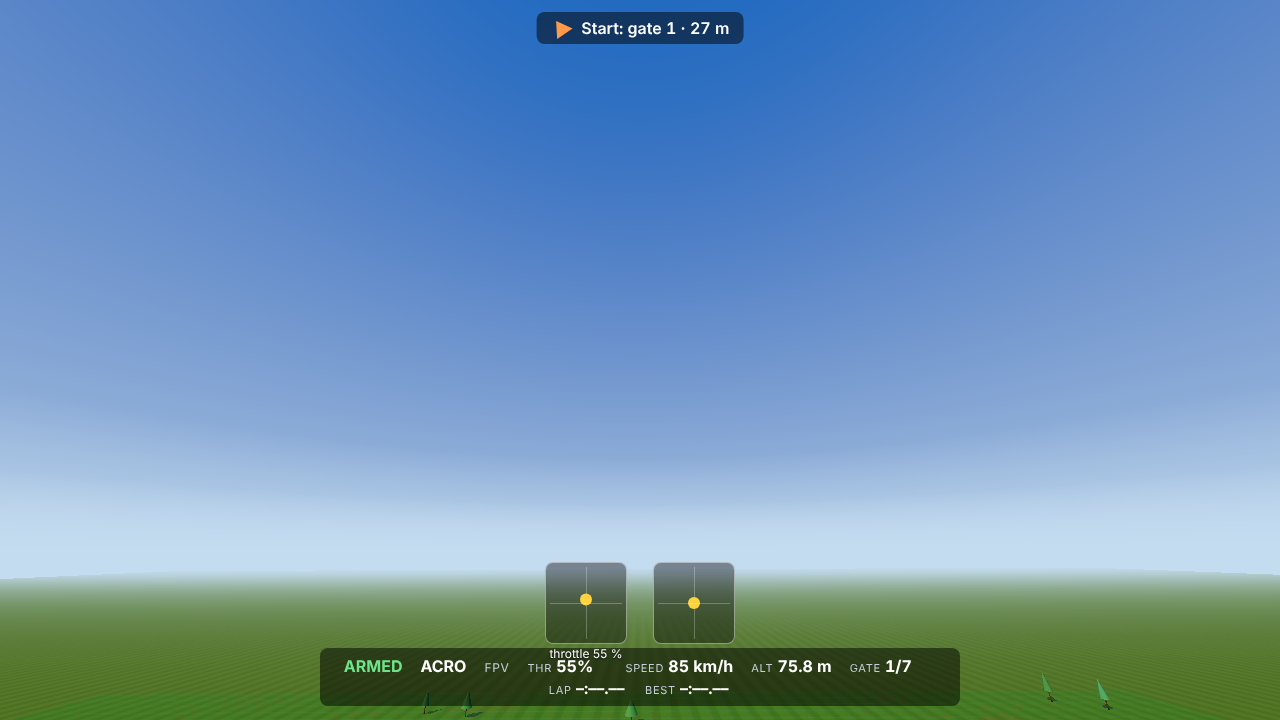 Start: gate 1 · 27 m
throttle 55 %
ARMED ACRO FPV THR 55% SPEED 85 km/h ALT 75.8 m GATE 1/7
LAP –:––.–– BEST –:––.––